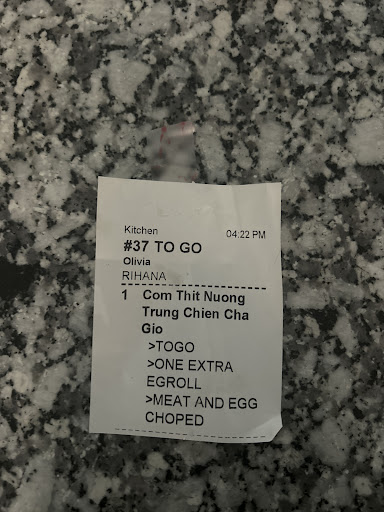 Kitchen 04:22 PM
#37 TO GO
Olivia
RIHANA
1 Com Thit Nuong
Trung Chien Cha
Gio
>TOGO
>ONE EXTRA
EGROLL
>MEAT AND EGG
CHOPED